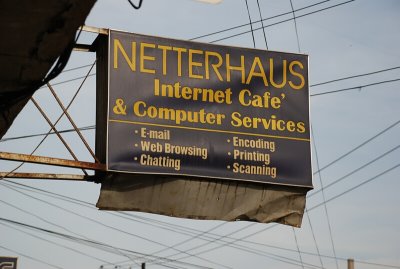 NETTERHAUS
Internet Cafe'
& Computer Services
• E-mail
• Web Browsing
• Chatting
• Encoding
• Printing
• Scanning